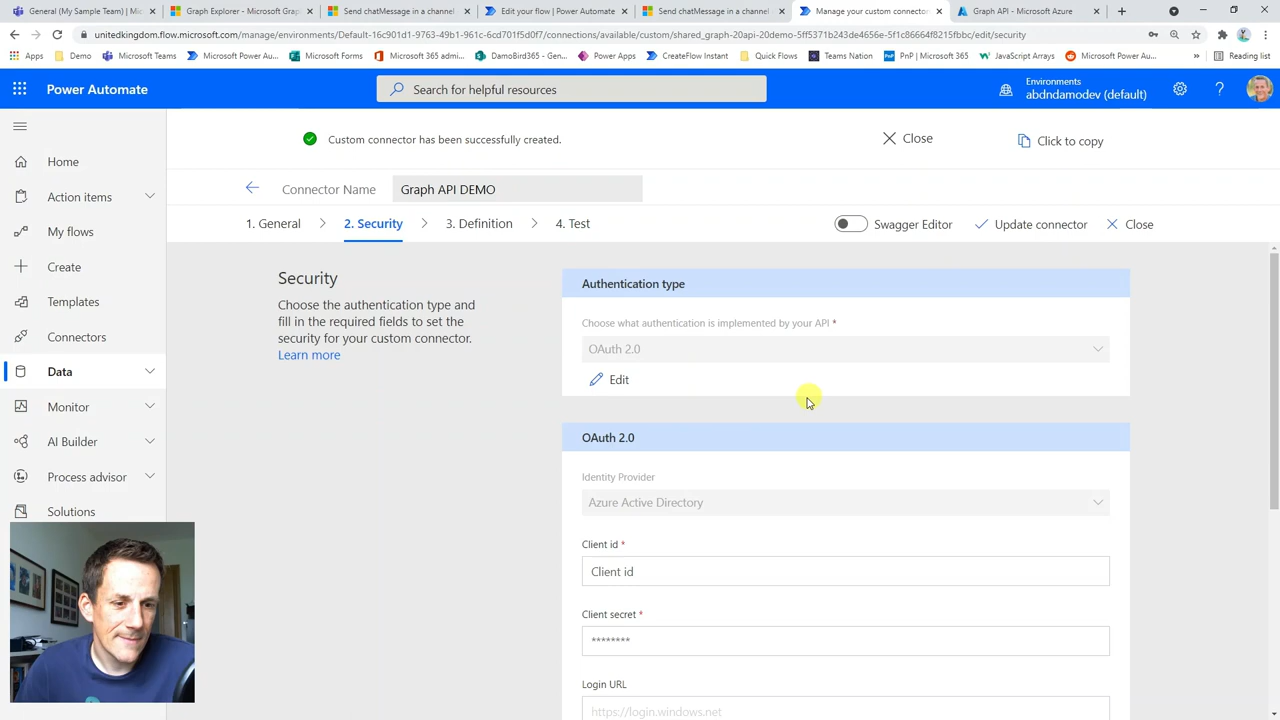 General (My Sample Team) | Mic
Graph Explorer - Microsoft Gra
Send chatMessage in a channel
Edit your flow | Power Automate
Send chatMessage in a channel
Manage your custom connector
Graph API - Microsoft Azure
unitedkingdom.flow.microsoft.com/manage/environments/Default-16c901d1-9763-49b1-961c-6cd701f5d0f7/connections/available/custom/shared_graph-20api-20demo-5ff5371b243de4656e-5f1c86664f8215fbbc/edit/security
Apps
Demo
Microsoft Teams
Microsoft Power Au...
Microsoft Forms
Microsoft 365 admi...
DamoBird365 - Gen...
Power Apps
CreateFlow Instant
Quick Flows
Teams Nation
PnP | Microsoft 365
JavaScript Arrays
Microsoft Power Au...
Reading list
Power Automate
Search for helpful resources
Environments
abdndamodev (default)
Home
Action items
My flows
Create
Templates
Connectors
Data
Monitor
AI Builder
Process advisor
Solutions
Custom connector has been successfully created.
Close
Click to copy
Connector Name
Graph API DEMO
1. General
2. Security
3. Definition
4. Test
Swagger Editor
Update connector
Close
Security
Choose the authentication type and
fill in the required fields to set the
security for your custom connector.
Learn more
Authentication type
Choose what authentication is implemented by your API *
OAuth 2.0
Edit
OAuth 2.0
Identity Provider
Azure Active Directory
Client id *
Client id
Client secret *
********
Login URL
https://login.windows.net